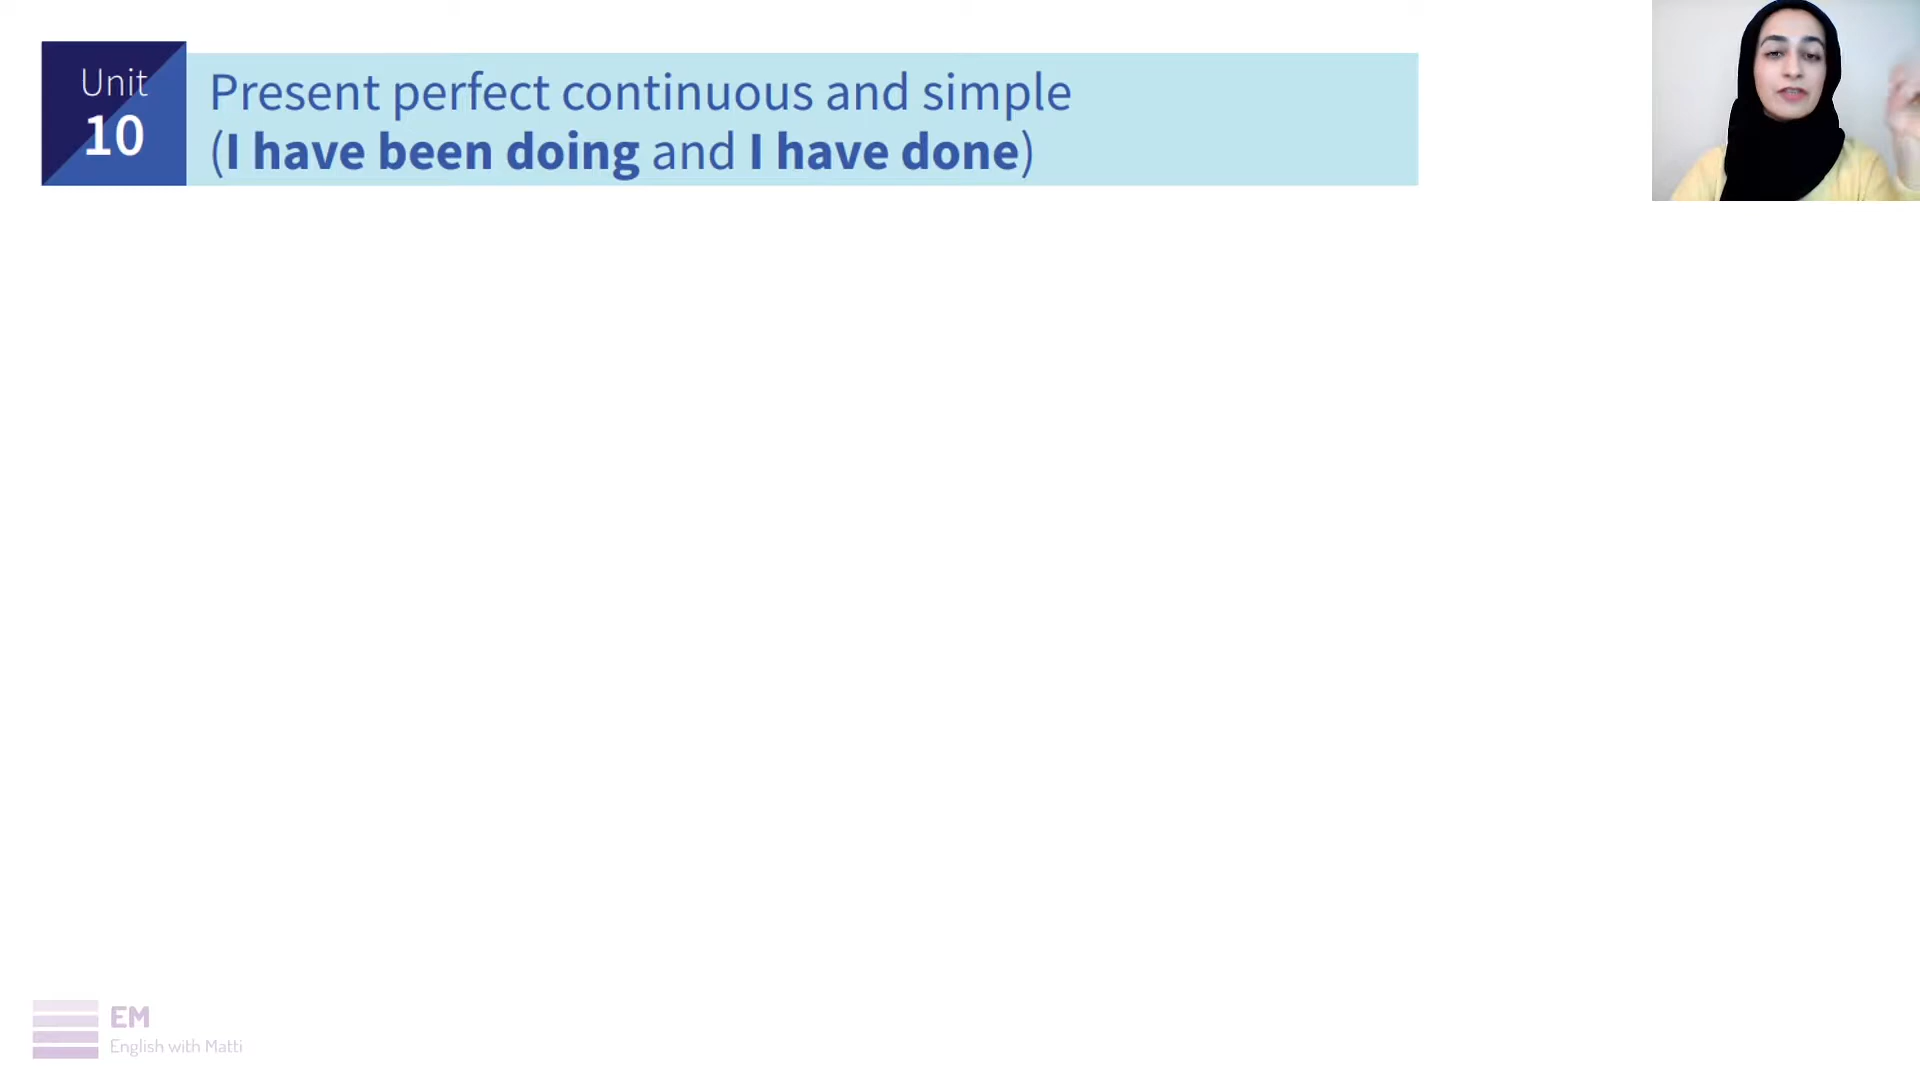 Unit
10
Present perfect continuous and simple
(I have been doing and I have done)
EM
English with Matti